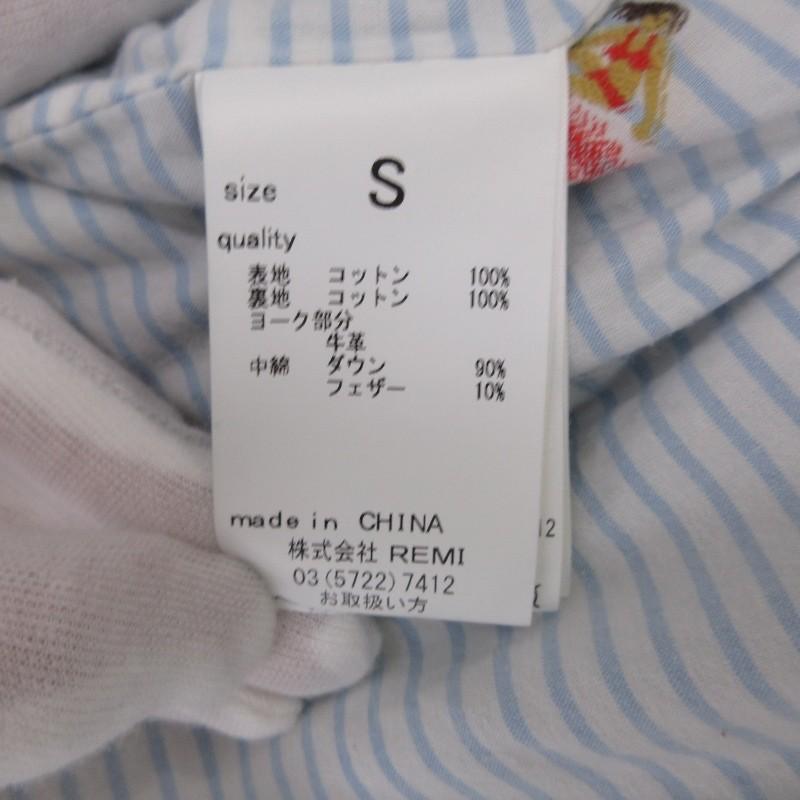 size S
quality
表地 コットン 100%
裏地 コットン 100%
ヨーク部分
牛革
中綿 ダウン 90%
フェザー 10%
made in CHINA
株式会社 REMI
03(5722)7412
お取扱い方
12